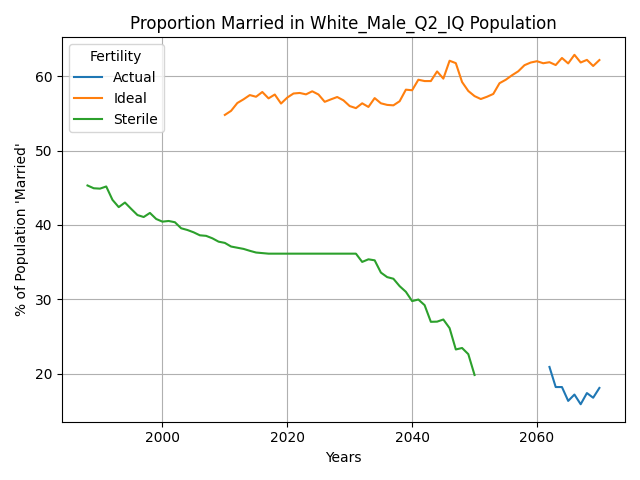 Proportion Married in White_Male_Q2_IQ Population
Fertility
Actual
Ideal
Sterile
% of Population 'Married'
60
50
40
30
20
2000
2020
2040
2060
Years